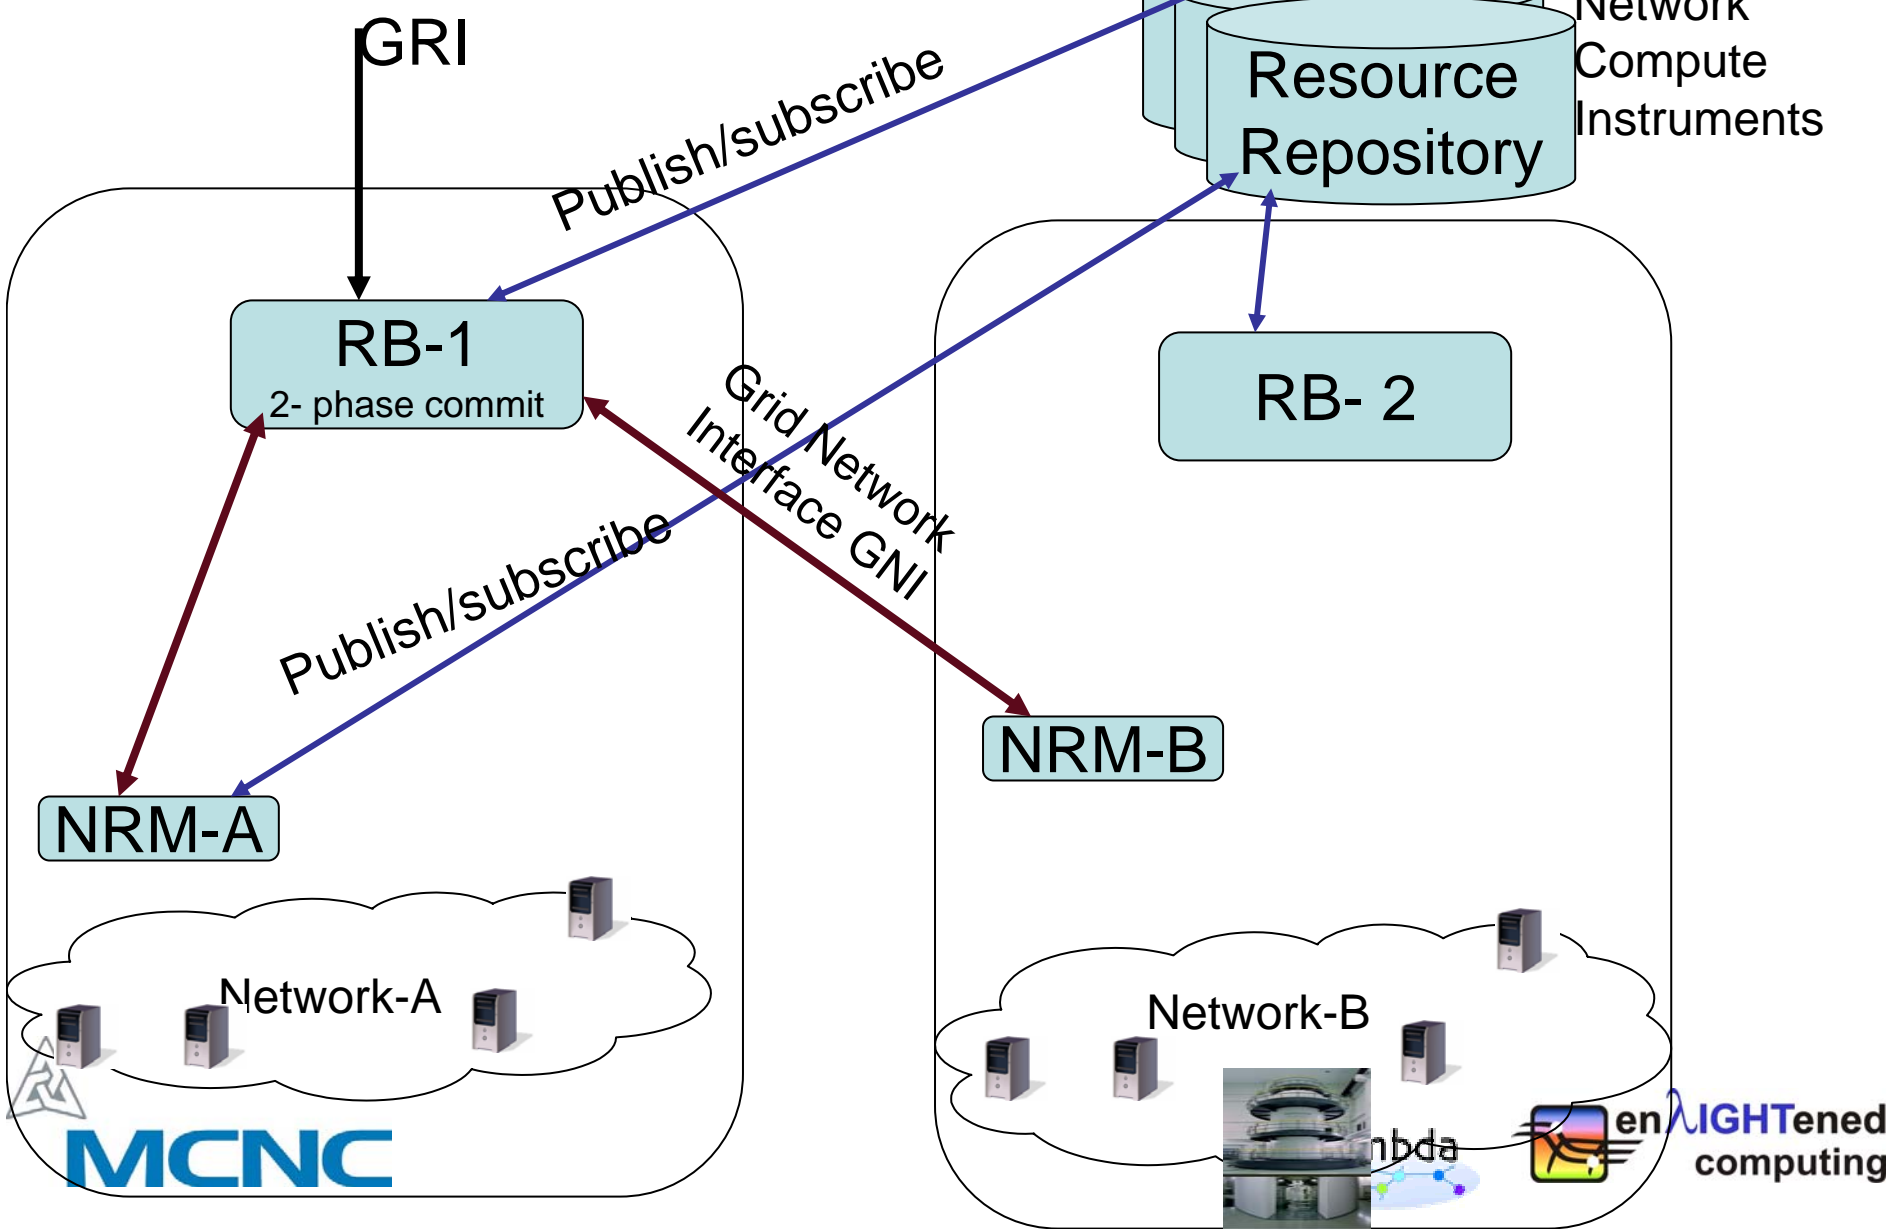 GRI
Network
Compute
Instruments
Resource
Repository
Publish/subscribe
RB-1
2- phase commit
Grid Network
Interface GNI
RB- 2
Publish/subscribe
NRM-B
NRM-A
Network-A
Network-B
MCNC
enλIGHTened
computing